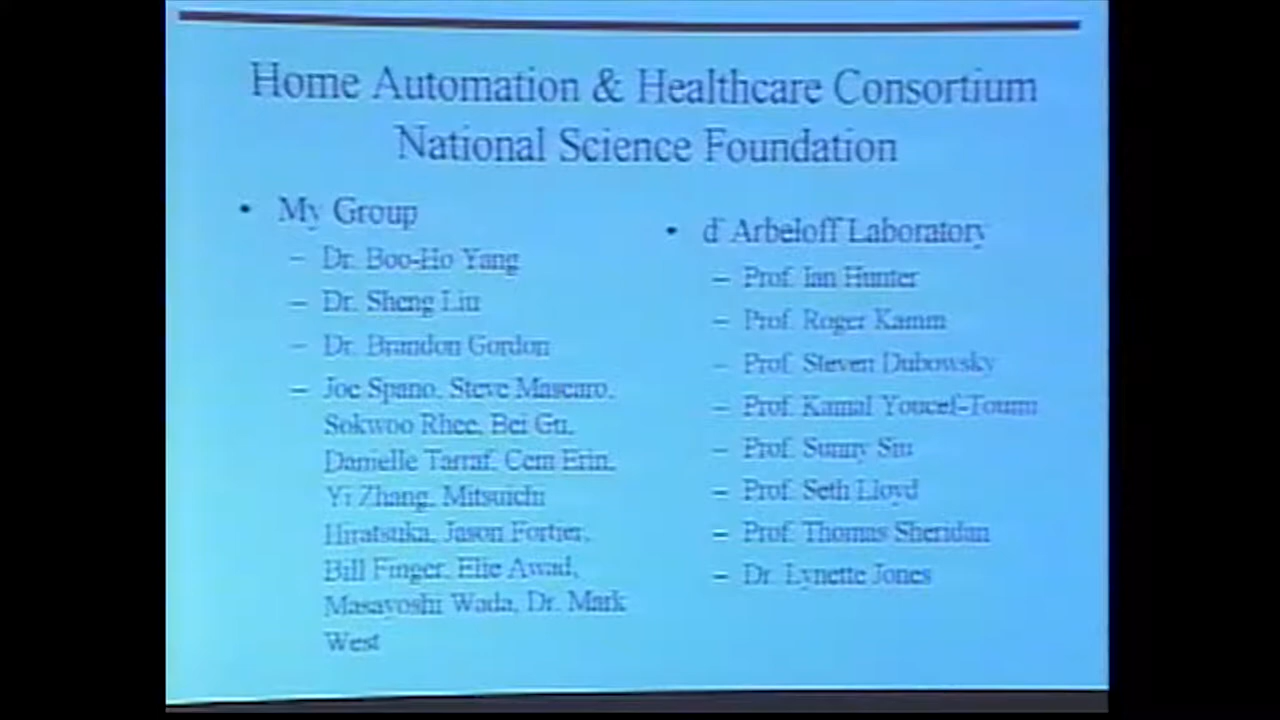 Home Automation & Healthcare Consortium
National Science Foundation
• My Group
– Dr. Boo-Ho Yang
– Dr. Sheng Liu
– Dr. Brandon Gordon
– Joe Spano, Steve Mascaro,
Sokwoo Rhee, Bei Gu,
Danielle Tarraf, Cem Erin,
Yi Zhang, Mitsuichi
Hiratsuka, Jason Fortier,
Bill Finger, Elie Awad,
Masayoshi Wada, Dr. Mark
West
• d'Arbeloff Laboratory
– Prof. Ian Hunter
– Prof. Roger Kamm
– Prof. Steven Dubowsky
– Prof. Kamal Youcef-Toumi
– Prof. Sunny Siu
– Prof. Seth Lloyd
– Prof. Thomas Sheridan
– Dr. Lynette Jones